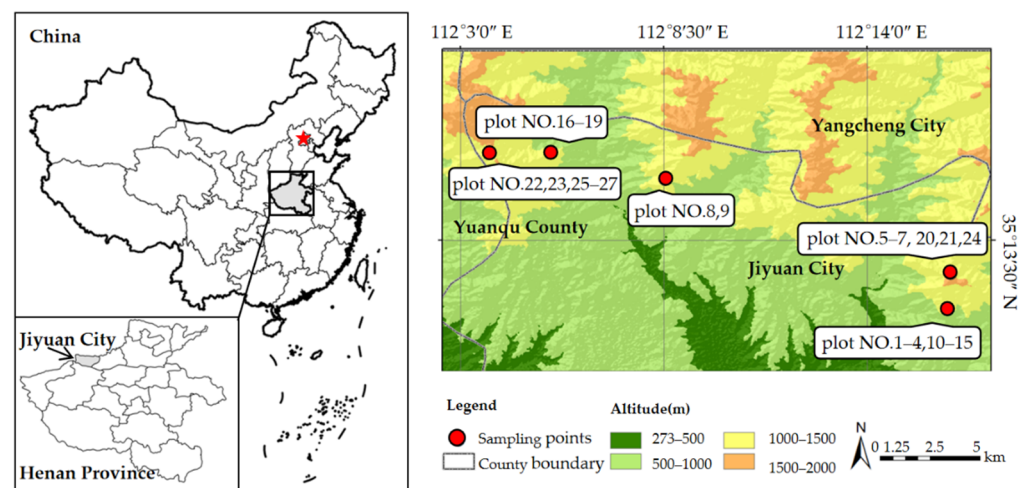 China
Jiyuan City
Henan Province
112°3′0″ E
112°8′30″ E
112°14′0″ E
plot NO.16–19
Yangcheng City
plot NO.22,23,25–27
plot NO.8,9
Yuanqu County
plot NO.5–7, 20,21,24
Jiyuan City
35°13′30″ N
plot NO.1–4,10–15
Legend
Altitude(m)
Sampling points
273–500
1000–1500
County boundary
500–1000
1500–2000
N
0 1.25 2.5 5
km